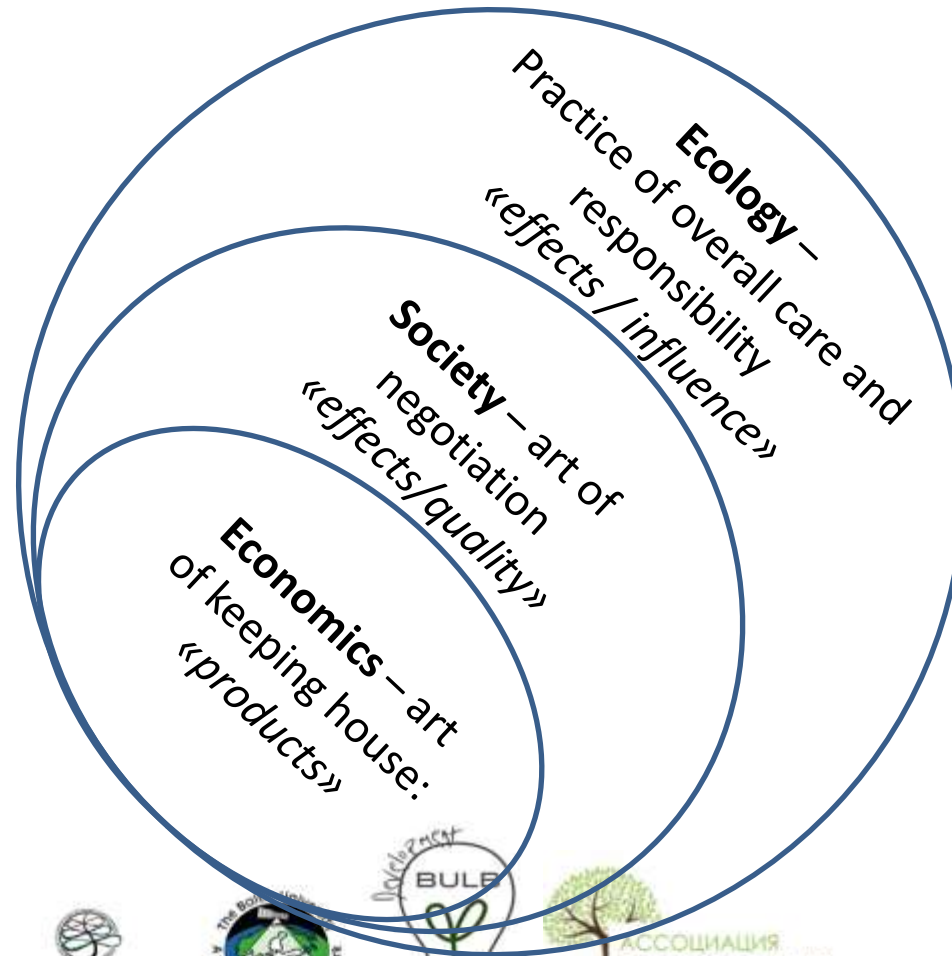 Ecology –
Practice of overall care and
responsibility
«effects / influence»
Society – art of
negotiation
«effects/quality»
Economics – art
of keeping house:
«products»
Development
BULB
The
АССОЦИАЦИЯ